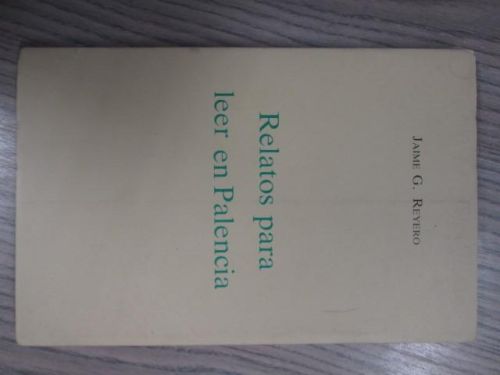 JAIME G. REYERO
Relatos para
leer en Palencia